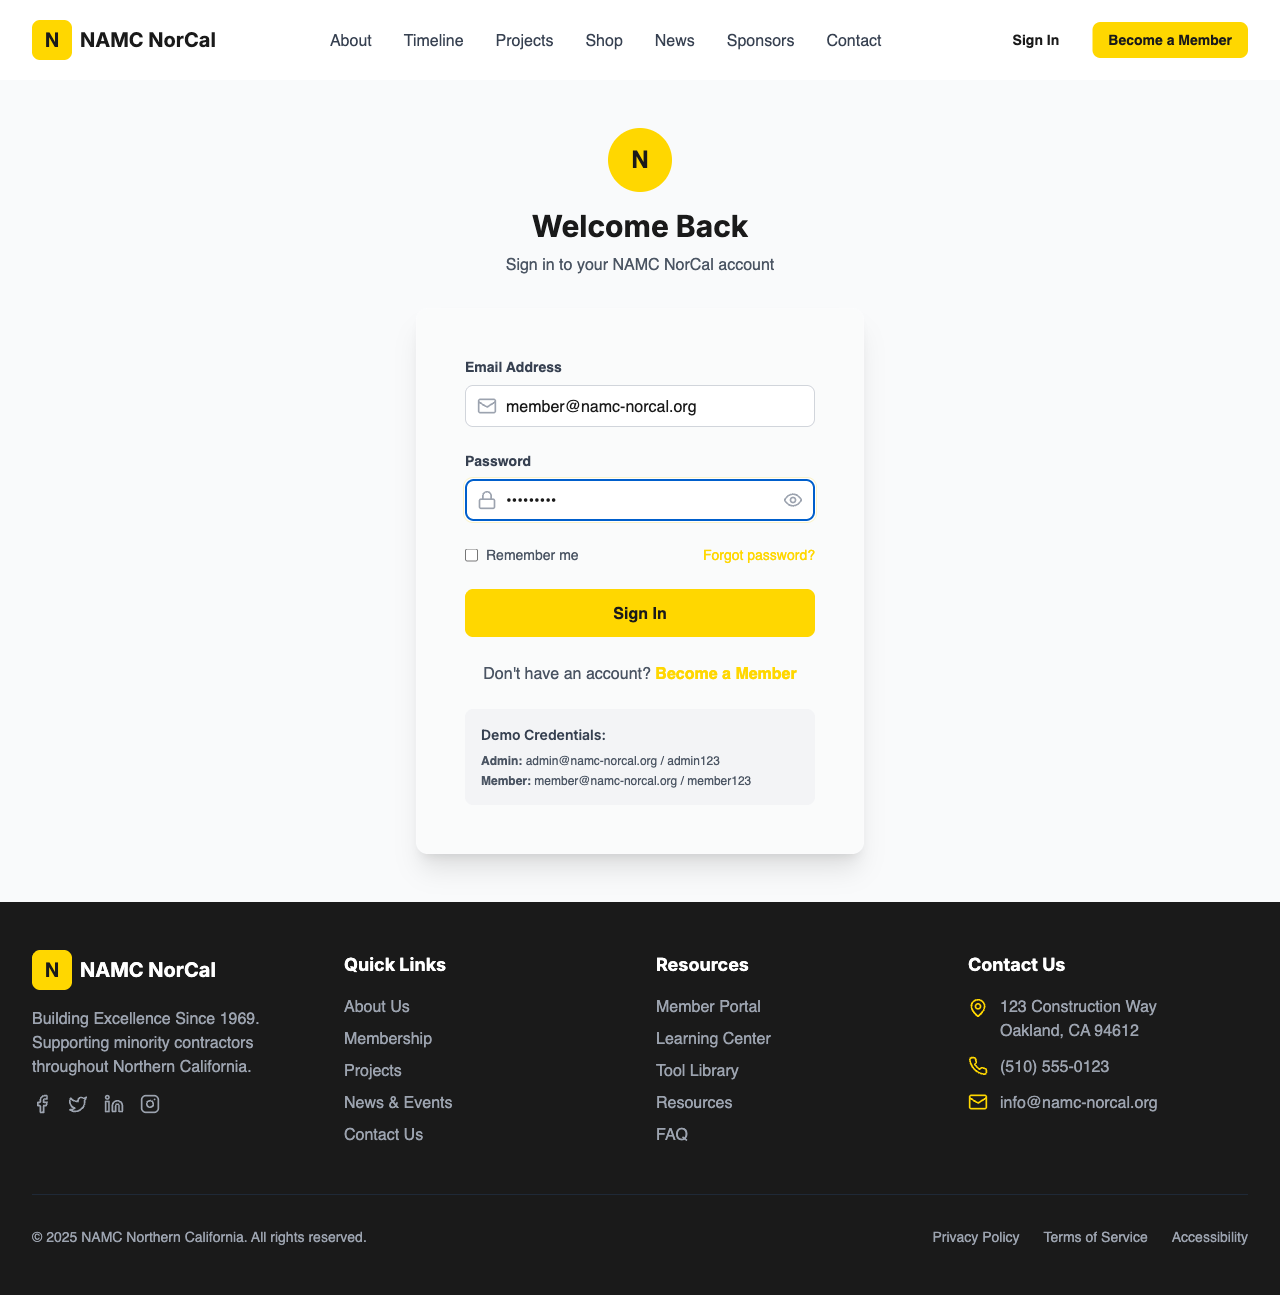 N NAMC NorCal
About Timeline Projects Shop News Sponsors Contact
Sign In Become a Member
N
Welcome Back
Sign in to your NAMC NorCal account
Email Address
member@namc-norcal.org
Password
•••••••••
Remember me Forgot password?
Sign In
Don't have an account? Become a Member
Demo Credentials:
Admin: admin@namc-norcal.org / admin123
Member: member@namc-norcal.org / member123
N NAMC NorCal
Building Excellence Since 1969.
Supporting minority contractors
throughout Northern California.
Quick Links
About Us
Membership
Projects
News & Events
Contact Us
Resources
Member Portal
Learning Center
Tool Library
Resources
FAQ
Contact Us
123 Construction Way
Oakland, CA 94612
(510) 555-0123
info@namc-norcal.org
© 2025 NAMC Northern California. All rights reserved.
Privacy Policy Terms of Service Accessibility